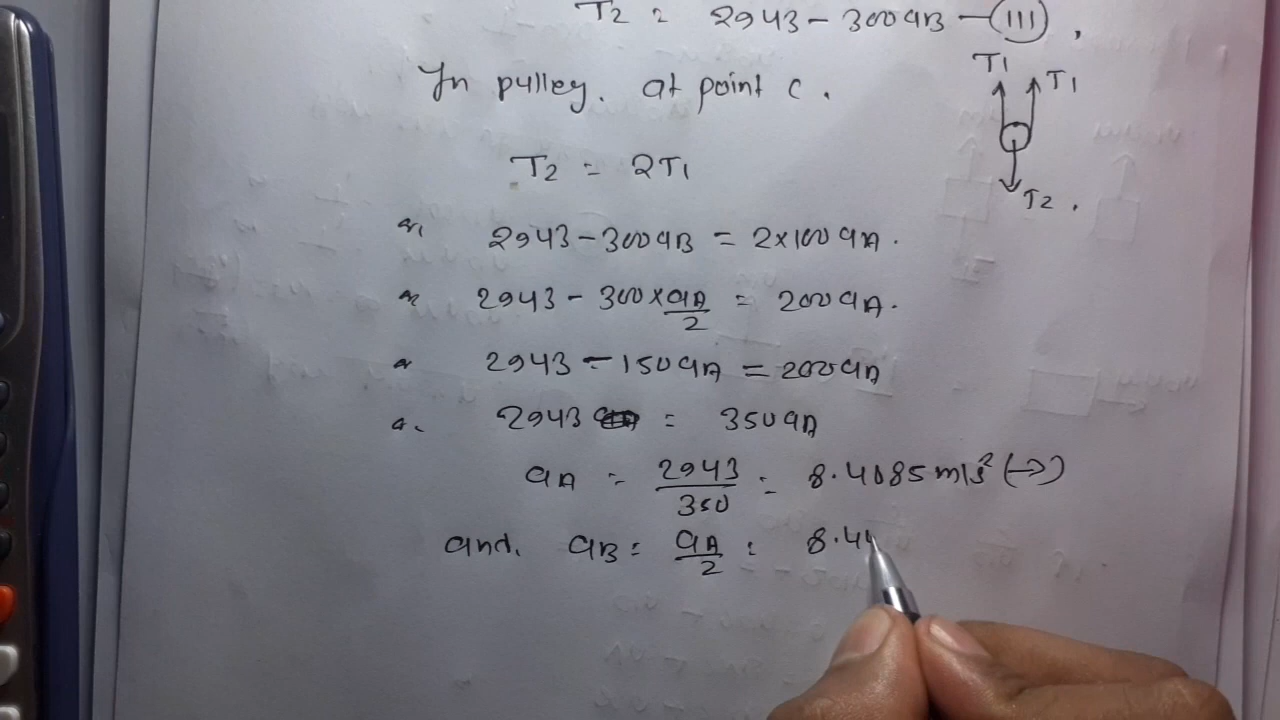 T2 = 2943 - 300aB - (III)
In pulley. at point c.
T1 T1
T2 .
T2 = 2T1
or, 2943 - 300aB = 2×100aA.
or 2943 - 300×aA/2 = 200aA.
or 2943 - 150aA = 200aA
or 2943 = 350aA
aA = 2943/350 = 8.4085 m/s² (→)
and. aB = aA/2 = 8.4